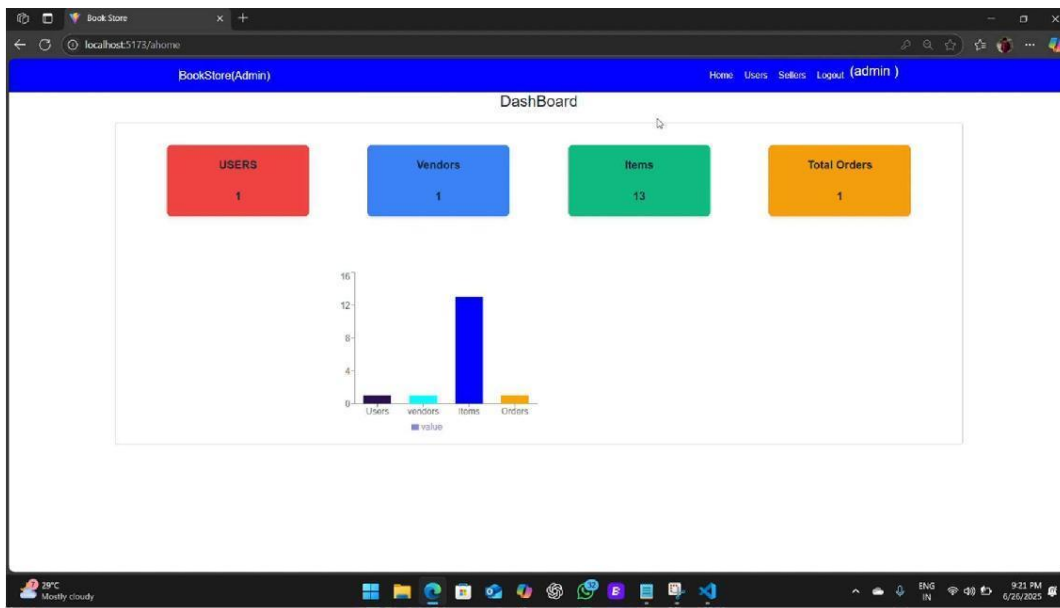 Book Store
localhost:5173/ahome
BookStore(Admin)
Home Users Sellers Logout (admin )
DashBoard
USERS
1
Vendors
1
Items
13
Total Orders
1
16
12
8
4
0
Users vendors Items Orders
value
7
29°C
Mostly cloudy
ENG
IN
9:21 PM
6/26/2025